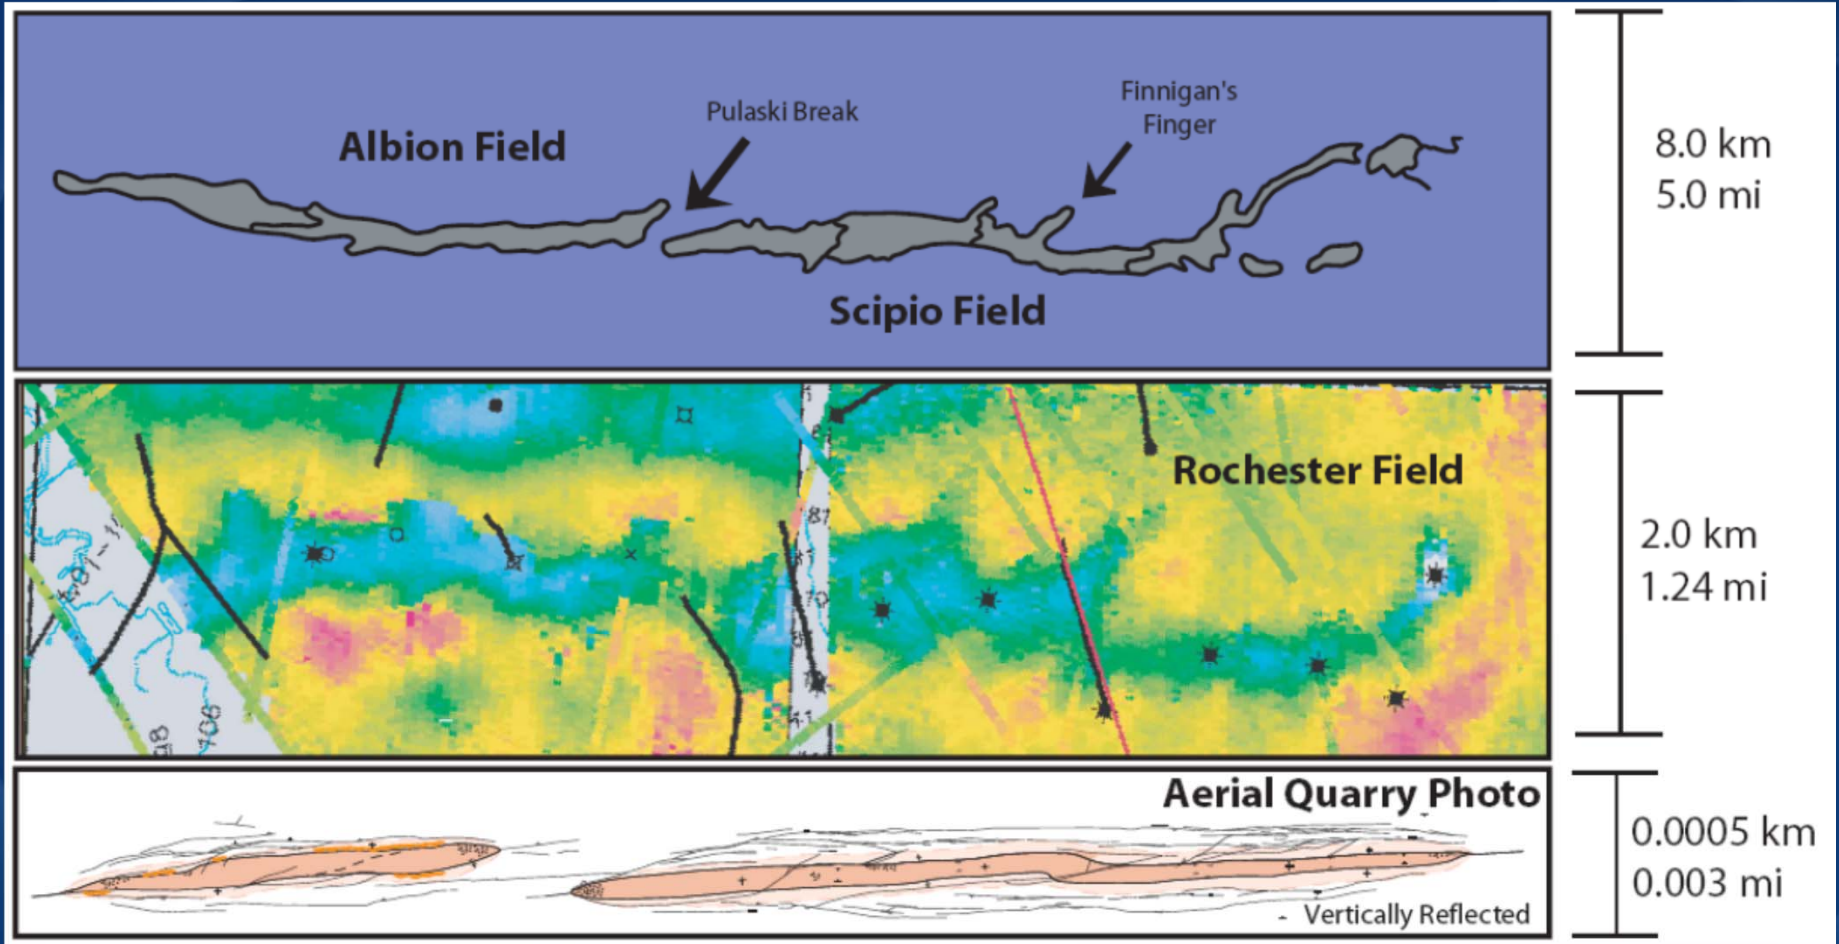 Pulaski Break
Finnigan's
Finger
Albion Field
Scipio Field
8.0 km
5.0 mi
Rochester Field
2.0 km
1.24 mi
Aerial Quarry Photo
Vertically Reflected
0.0005 km
0.003 mi